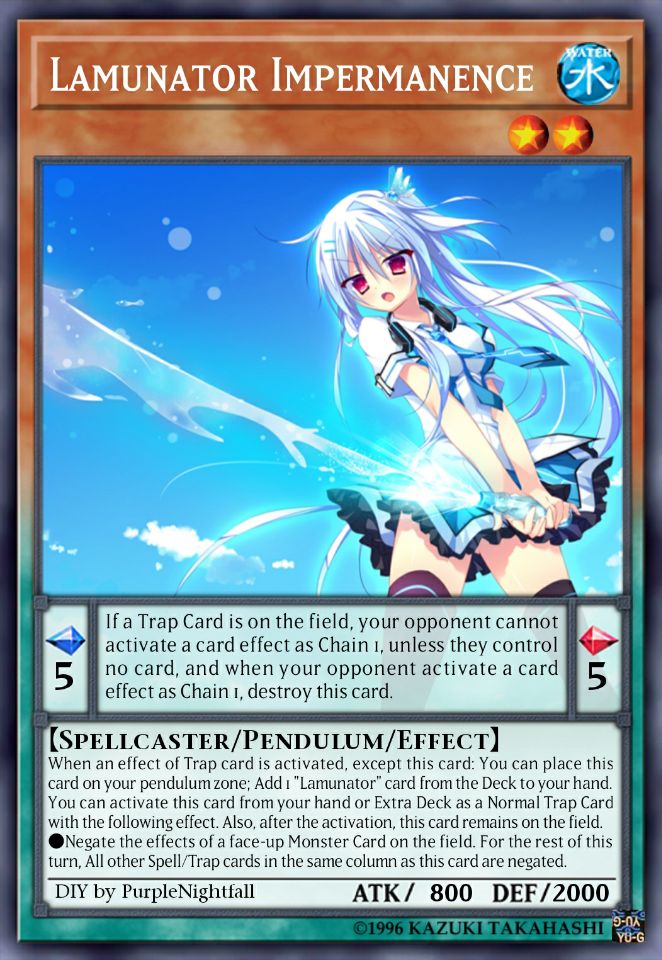 Lamunator Impermanence
WATER
水
If a Trap Card is on the field, your opponent cannot
activate a card effect as Chain 1, unless they control
no card, and when your opponent activate a card
effect as Chain 1, destroy this card.
5
5
【Spellcaster/Pendulum/Effect】
When an effect of Trap card is activated, except this card: You can place this
card on your pendulum zone; Add 1 "Lamunator" card from the Deck to your hand.
You can activate this card from your hand or Extra Deck as a Normal Trap Card
with the following effect. Also, after the activation, this card remains on the field.
●Negate the effects of a face-up Monster Card on the field. For the rest of this
turn, All other Spell/Trap cards in the same column as this card are negated.
DIY by PurpleNightfall
ATK/ 800 DEF/2000
©1996 KAZUKI TAKAHASHI